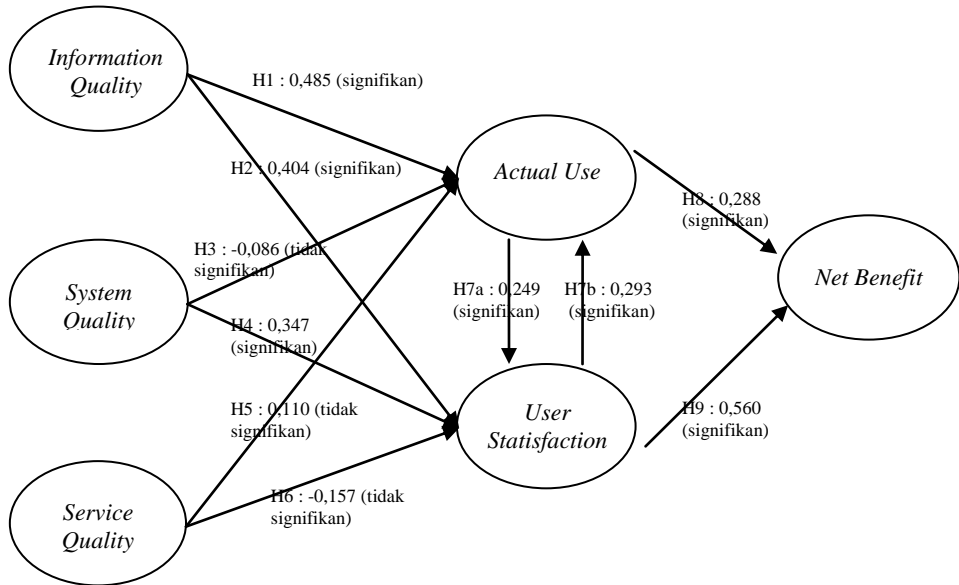 Information
Quality
H1 : 0,485 (signifikan)
H2 : 0,404 (signifikan)
Actual Use
H8 : 0,288
(signifikan)
H3 : -0,086 (tidak
signifikan)
System
Quality
H7a : 0,249
(signifikan)
H7b : 0,293
(signifikan)
Net Benefit
H4 : 0,347
(signifikan)
H5 : 0,110 (tidak
signifikan)
User
Statisfaction
H9 : 0,560
(signifikan)
H6 : -0,157 (tidak
signifikan)
Service
Quality